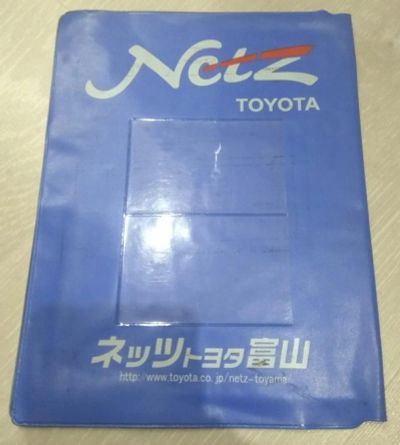 Netz
TOYOTA
ネッツトヨタ富山
http://www.toyota.co.jp/netz-toyama/